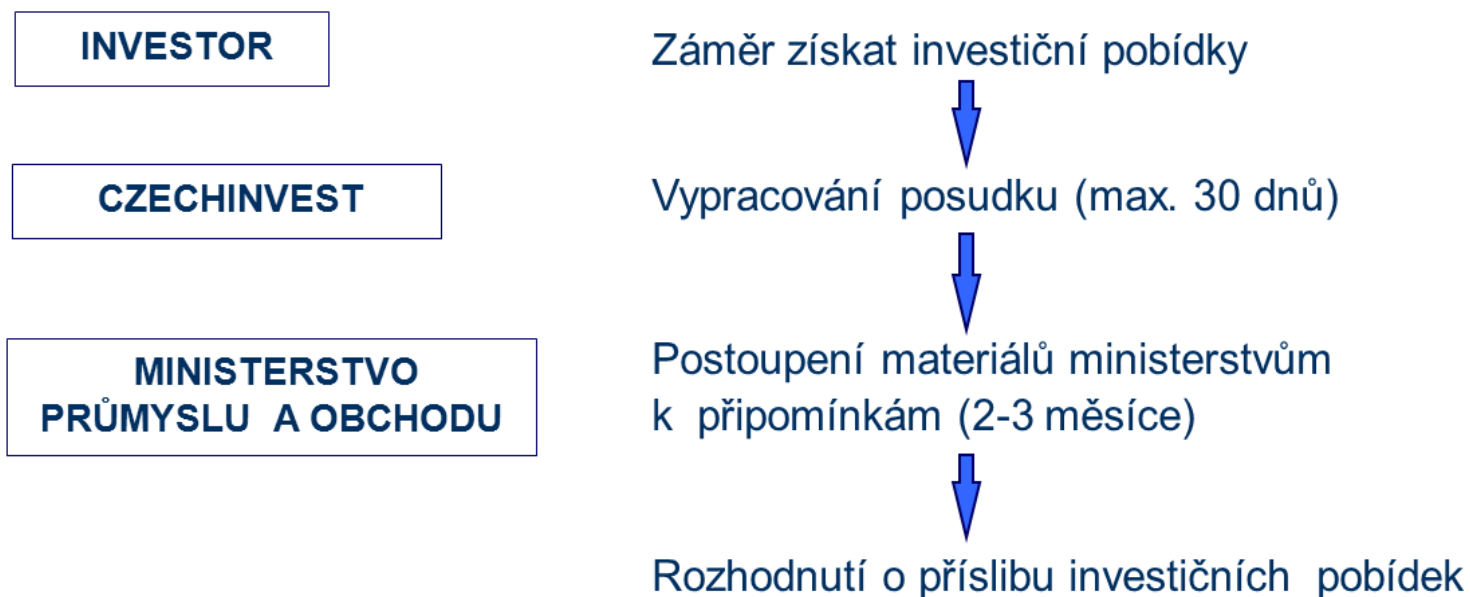 INVESTOR
Záměr získat investiční pobídky
CZECHINVEST
Vypracování posudku (max. 30 dnů)
MINISTERSTVO
PRŮMYSLU A OBCHODU
Postoupení materiálů ministerstvům
k připomínkám (2-3 měsíce)
Rozhodnutí o příslibu investičních pobídek